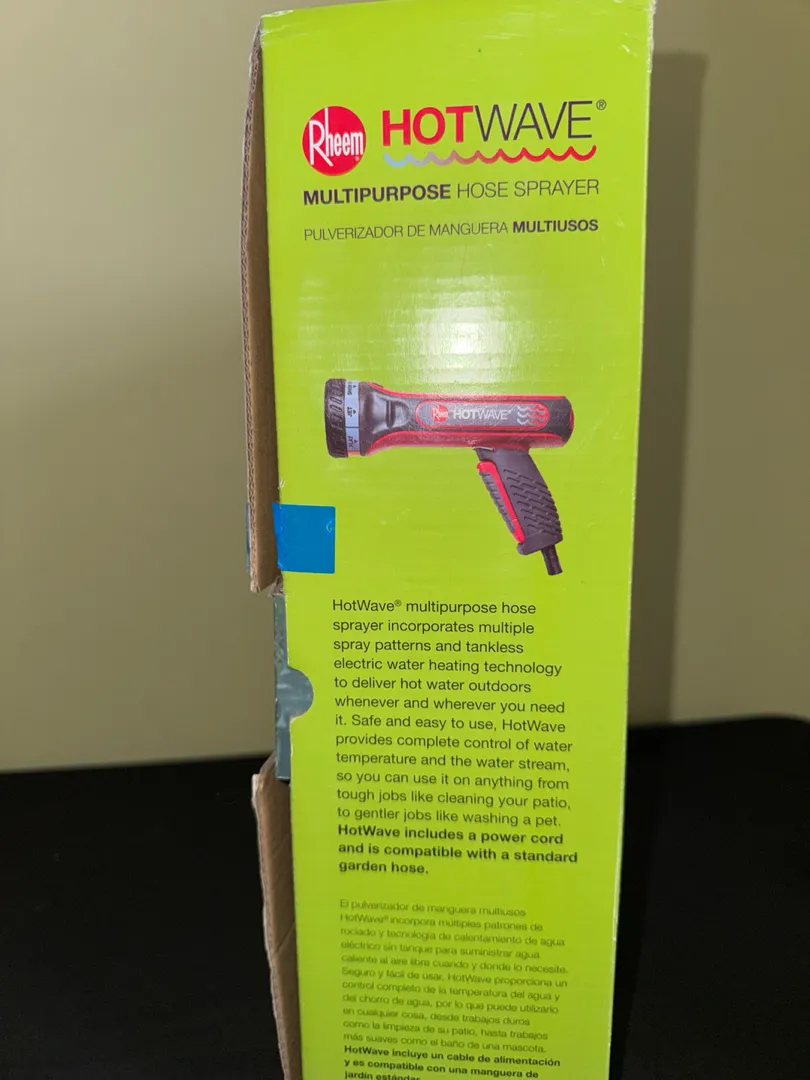 Rheem HOTWAVE®
MULTIPURPOSE HOSE SPRAYER
PULVERIZADOR DE MANGUERA MULTIUSOS
JET
FLAT
Rheem HOTWAVE
HotWave® multipurpose hose
sprayer incorporates multiple
spray patterns and tankless
electric water heating technology
to deliver hot water outdoors
whenever and wherever you need
it. Safe and easy to use, HotWave
provides complete control of water
temperature and the water stream,
so you can use it on anything from
tough jobs like cleaning your patio,
to gentler jobs like washing a pet.
HotWave includes a power cord
and is compatible with a standard
garden hose.
El pulverizador de manguera multiusos
HotWave® incorpora múltiples patrones de
rociado y tecnología de calentamiento de agua
eléctrico sin tanque para suministrar agua
caliente al aire libre cuando y donde lo necesite.
Seguro y fácil de usar, HotWave proporciona un
control completo de la temperatura del agua y
del chorro de agua, por lo que puede utilizarlo
en cualquier cosa, desde trabajos duros
como la limpieza de su patio, hasta trabajos
más suaves como el baño de una mascota.
HotWave incluye un cable de alimentación
y es compatible con una manguera de
jardín estándar.